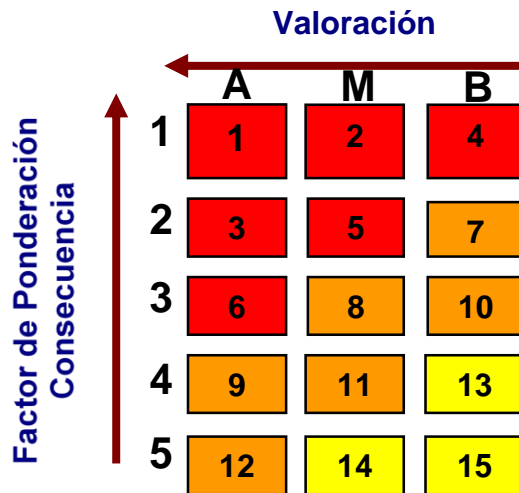 Valoración
A M B
1 1 2 4
2 3 5 7
3 6 8 10
4 9 11 13
5 12 14 15
Factor de Ponderación
Consecuencia